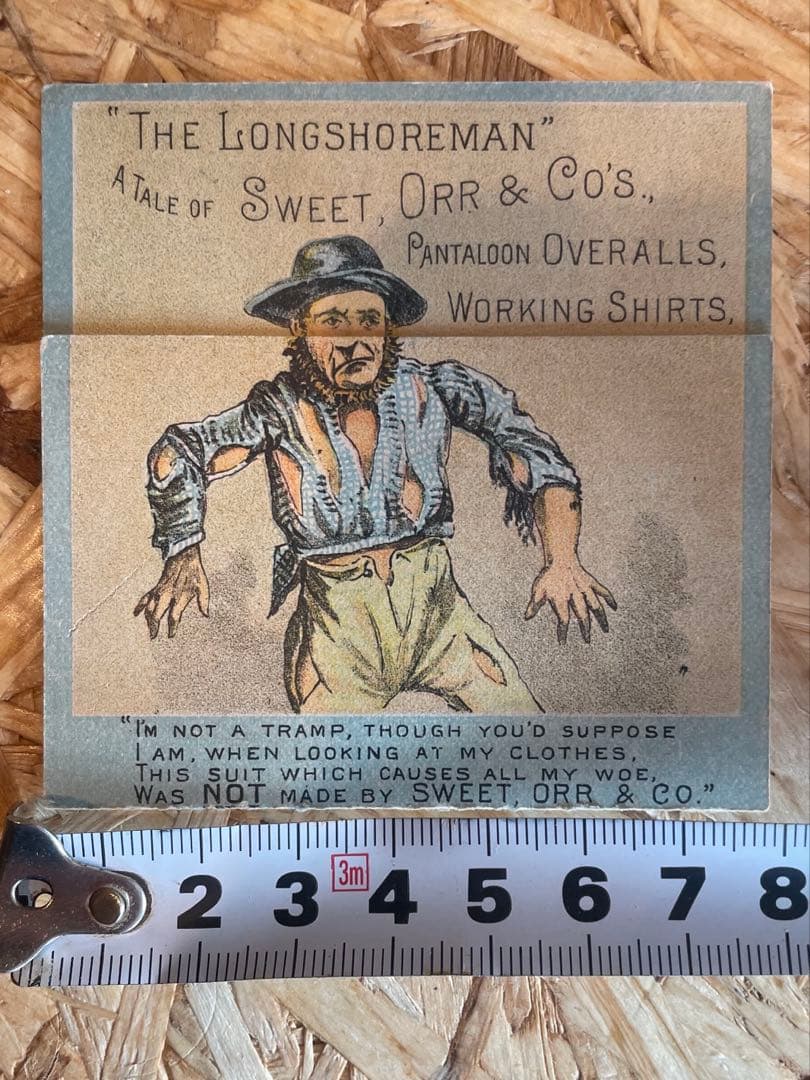 "THE LONGSHOREMAN"
A TALE OF SWEET, ORR & CO'S.,
PANTALOON OVERALLS,
WORKING SHIRTS,
"I'M NOT A TRAMP, THOUGH YOU'D SUPPOSE
I AM, WHEN LOOKING AT MY CLOTHES,
THIS SUIT WHICH CAUSES ALL MY WOE,
WAS NOT MADE BY SWEET, ORR & CO."
2 3 3m 4 5 6 7 8